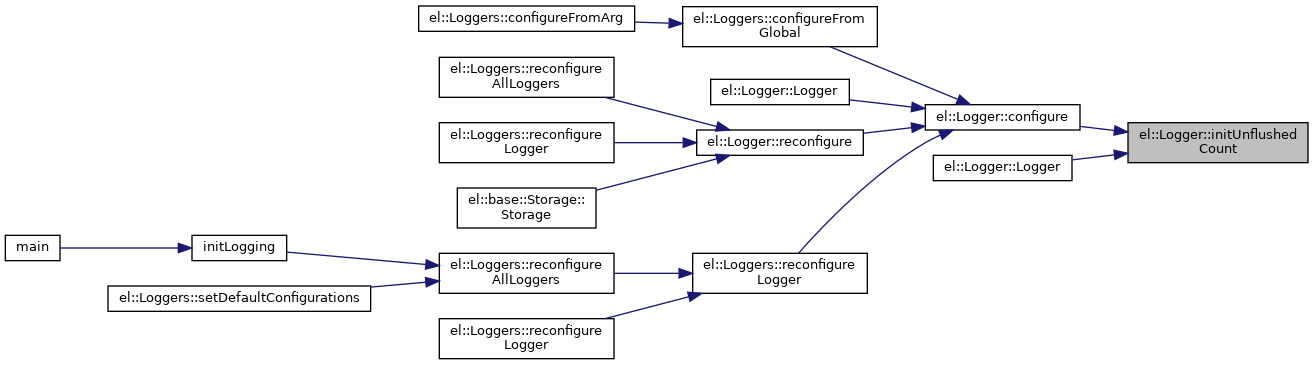 el::Loggers::configureFromArg
el::Loggers::configureFrom
Global
el::Loggers::reconfigure
AllLoggers
el::Logger::Logger
el::Logger::configure
el::Logger::initUnflushed
Count
el::Loggers::reconfigure
Logger
el::Logger::reconfigure
el::Logger::Logger
el::base::Storage::
Storage
main
initLogging
el::Loggers::reconfigure
AllLoggers
el::Loggers::reconfigure
Logger
el::Loggers::setDefaultConfigurations
el::Loggers::reconfigure
Logger